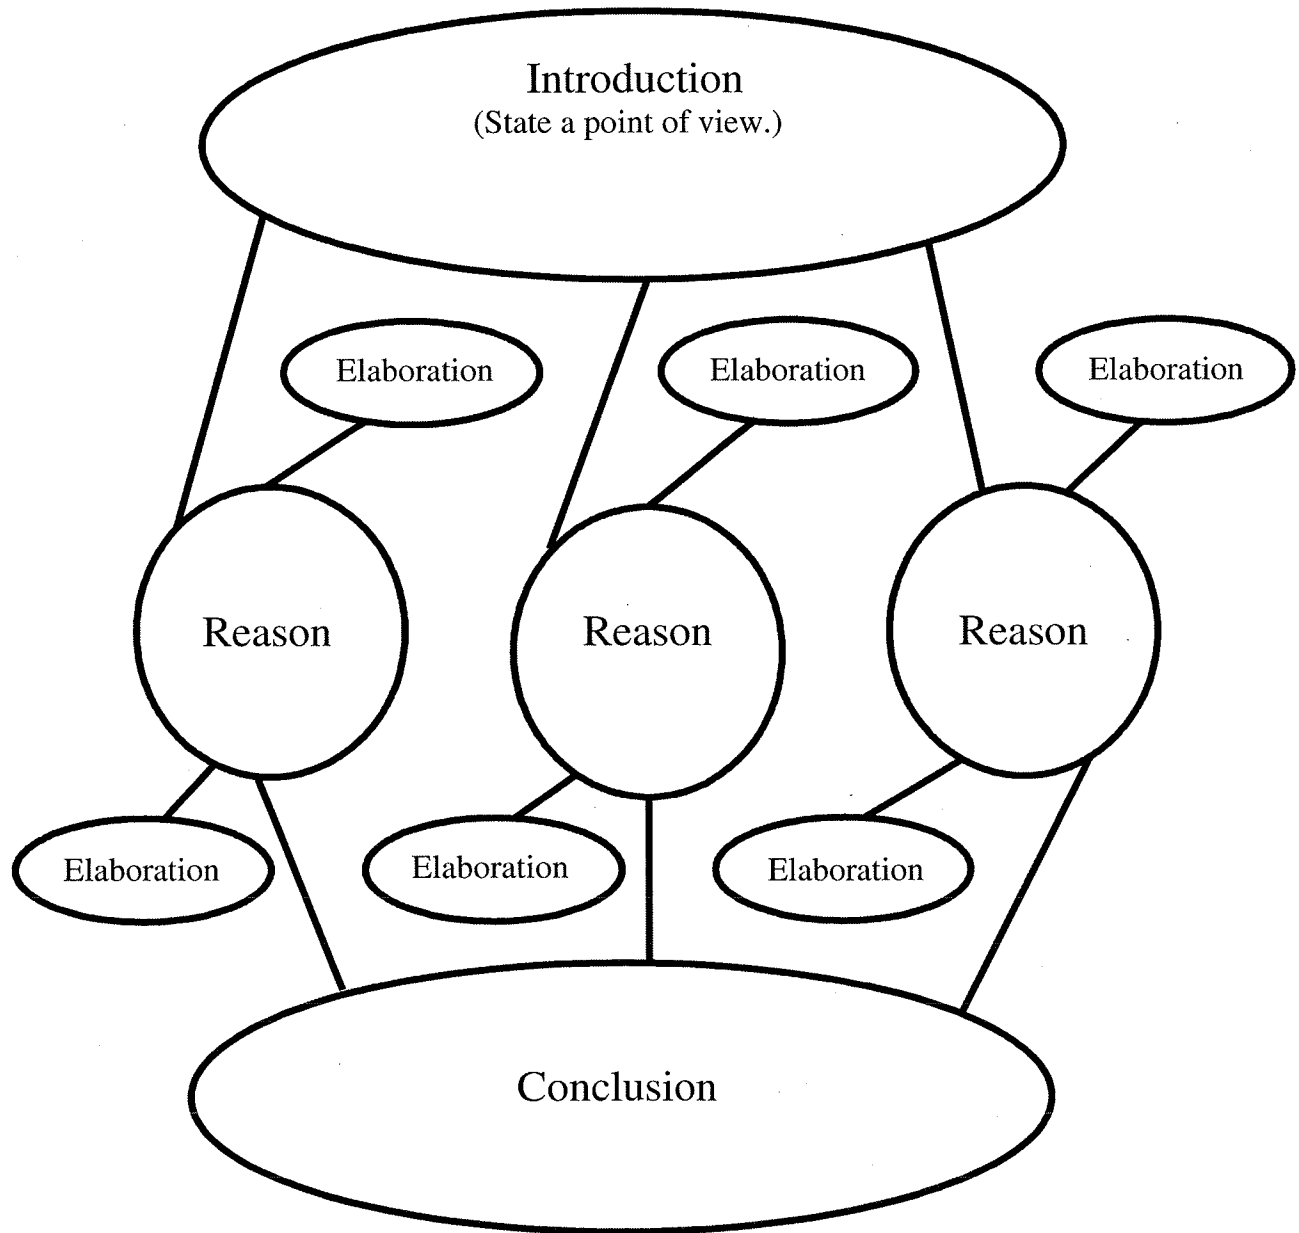 Introduction
(State a point of view.)
Elaboration
Elaboration
Elaboration
Reason
Reason
Reason
Elaboration
Elaboration
Elaboration
Conclusion